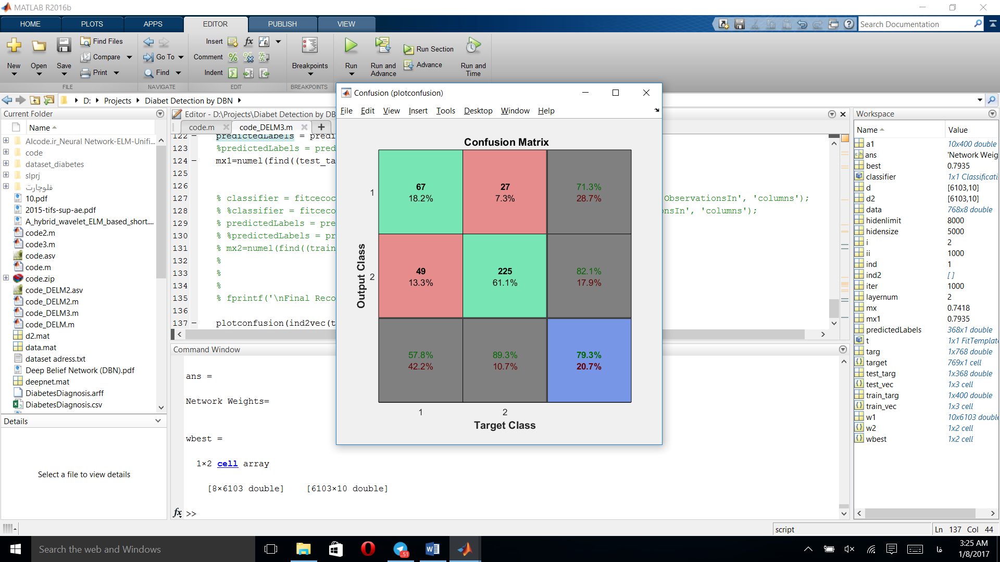 MATLAB R2016b
HOME PLOTS APPS EDITOR PUBLISH VIEW
Search Documentation
New Open Save
Find Files
Compare
Print
FILE
Go To
Find
NAVIGATE
Insert
Comment
Indent
EDIT
Breakpoints
BREAKPOINTS
Run
Run and Advance
Run Section
Advance
Run and Time
D: Projects Diabet Detection by DBN
Current Folder
Name
AIcode.ir_Neural Network-ELM-Unifi...
code
dataset_diabetes
slprj
فلوچارت
10.pdf
2015-tifs-sup-ae.pdf
A_hybrid_wavelet_ELM_based_short....
code2.m
code3.m
code.asv
code.m
code.zip
code_DELM2.asv
code_DELM2.m
code_DELM3.m
code_DELM.m
d2.mat
data.mat
dataset adress.txt
Deep Belief Network (DBN).pdf
deepnet.mat
DiabetesDiagnosis.arff
DiabetesDiagnosis.csv
Details
Select a file to view details
Editor - D:\Projects\Diabet Detection by DB
code.m code_DELM3.m
122 predictedLabels = predi
123 %predictedLabels = pred
124 mx1=numel(find((test_ta
125
126
127 % classifier = fitcecoc ObservationsIn', 'columns');
128 % %classifier = fitceco onsIn', 'columns');
129 % predictedLabels = pre
130 % %predictedLabels = pr
131 % mx2=numel(find((train
132 %
133 %
134 %
135 % fprintf('\nFinal Reco
136
137 plotconfusion(ind2vec(t
Confusion (plotconfusion)
File Edit View Insert Tools Desktop Window Help
Confusion Matrix
Output Class
1
67 27 71.3%
18.2% 7.3% 28.7%
2
49 225 82.1%
13.3% 61.1% 17.9%
57.8% 89.3% 79.3%
42.2% 10.7% 20.7%
1 2
Target Class
Command Window
ans =
Network Weights=
wbest =
1×2 cell array
[8×6103 double] [6103×10 double]
fx >>
Workspace
Name Value
a1 10x400 double
ans 'Network Weig
best 0.7935
classifier 1x1 Classificati
d [6103,10]
d2 [6103,10]
data 768x8 double
hidenlimit 8000
hidensize 5000
i 2
ii 1000
ind 1
ind2 []
iter 1000
layernum 2
mx 0.7418
mx1 0.7935
predictedLabels 368x1 double
t 1x1 FitTemplat
targ 1x768 double
target 769x1 cell
test_targ 1x368 double
test_vec 1x3 cell
train_targ 1x400 double
train_vec 1x3 cell
w1 10x6103 doubl
w2 1x2 cell
wbest 1x2 cell
script
Ln 137 Col 44
Search the web and Windows
51
فا
3:25 AM
1/8/2017